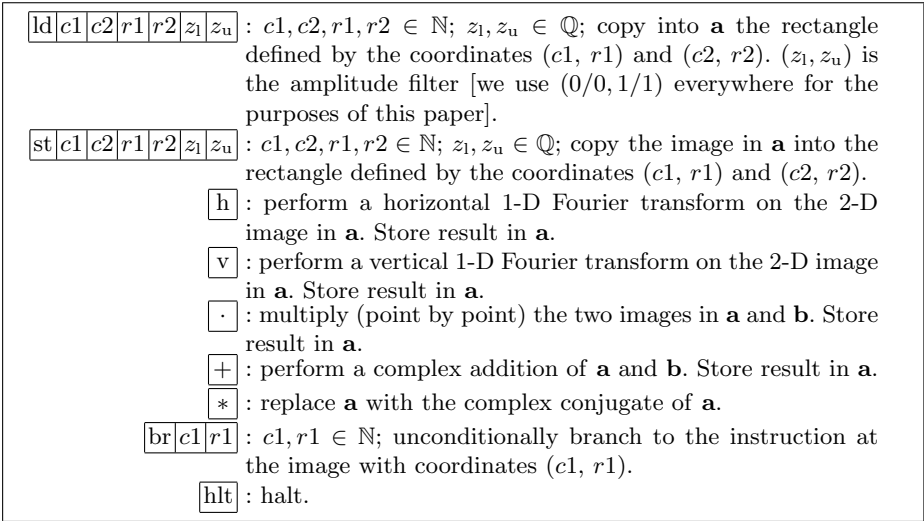 ld c1 c2 r1 r2 zl zu : c1, c2, r1, r2 ∈ ℕ; zl, zu ∈ ℚ; copy into a the rectangle
defined by the coordinates (c1, r1) and (c2, r2). (zl, zu) is
the amplitude filter [we use (0/0, 1/1) everywhere for the
purposes of this paper].
st c1 c2 r1 r2 zl zu : c1, c2, r1, r2 ∈ ℕ; zl, zu ∈ ℚ; copy the image in a into the
rectangle defined by the coordinates (c1, r1) and (c2, r2).
h : perform a horizontal 1-D Fourier transform on the 2-D
image in a. Store result in a.
v : perform a vertical 1-D Fourier transform on the 2-D image
in a. Store result in a.
· : multiply (point by point) the two images in a and b. Store
result in a.
+ : perform a complex addition of a and b. Store result in a.
∗ : replace a with the complex conjugate of a.
br c1 r1 : c1, r1 ∈ ℕ; unconditionally branch to the instruction at
the image with coordinates (c1, r1).
hlt : halt.